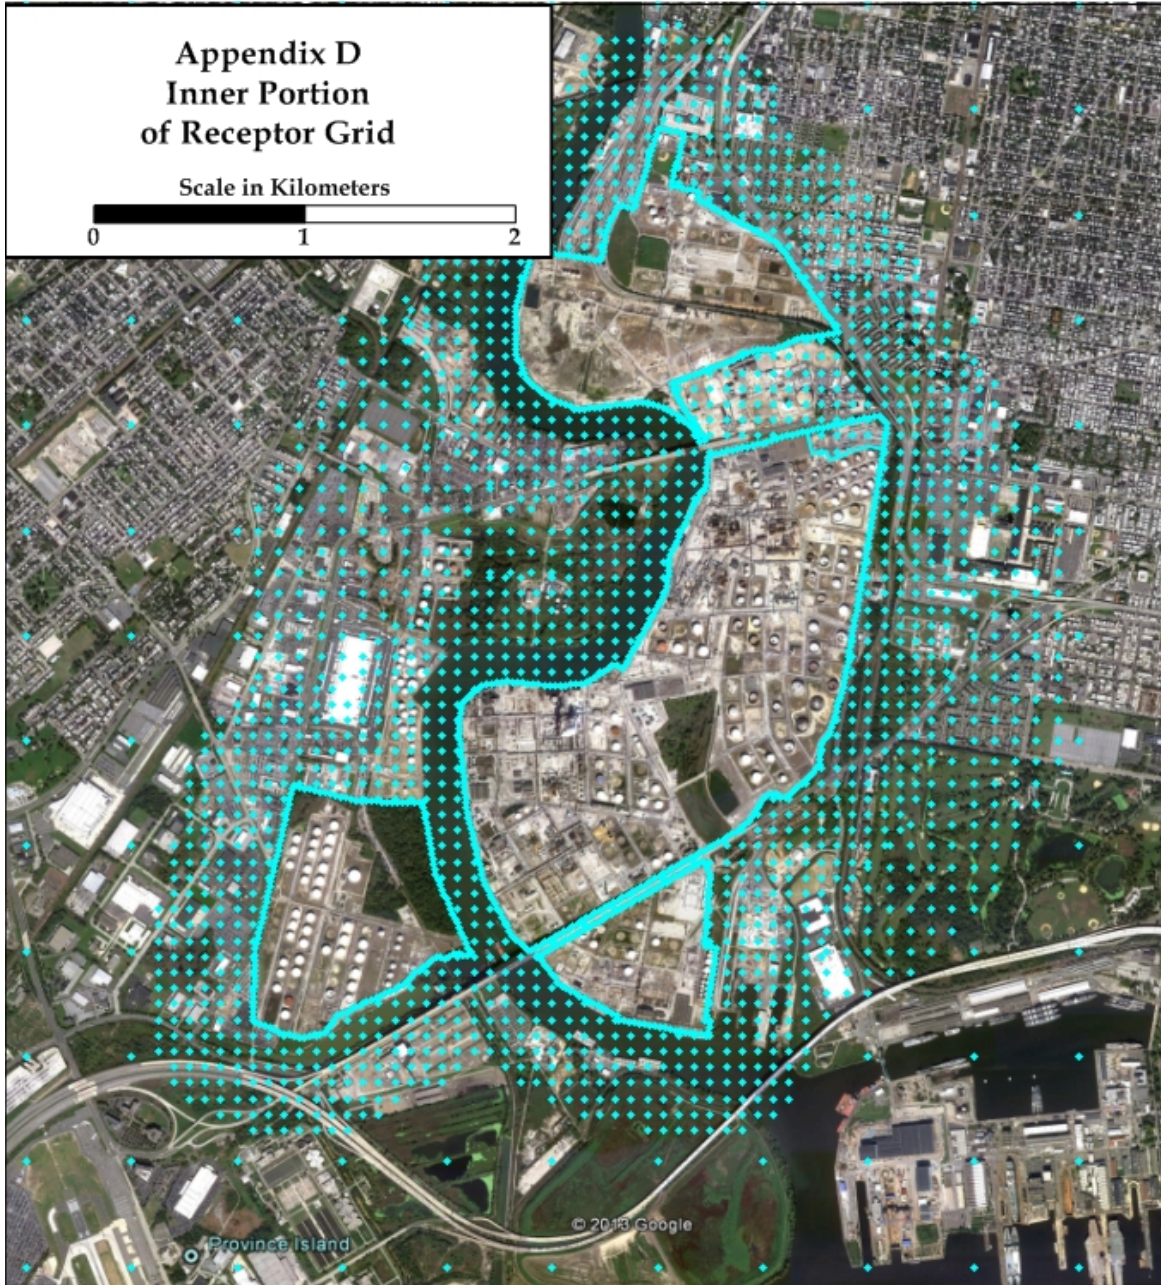 Appendix D
Inner Portion
of Receptor Grid
Scale in Kilometers
0 1 2
© 2013 Google
Province Island